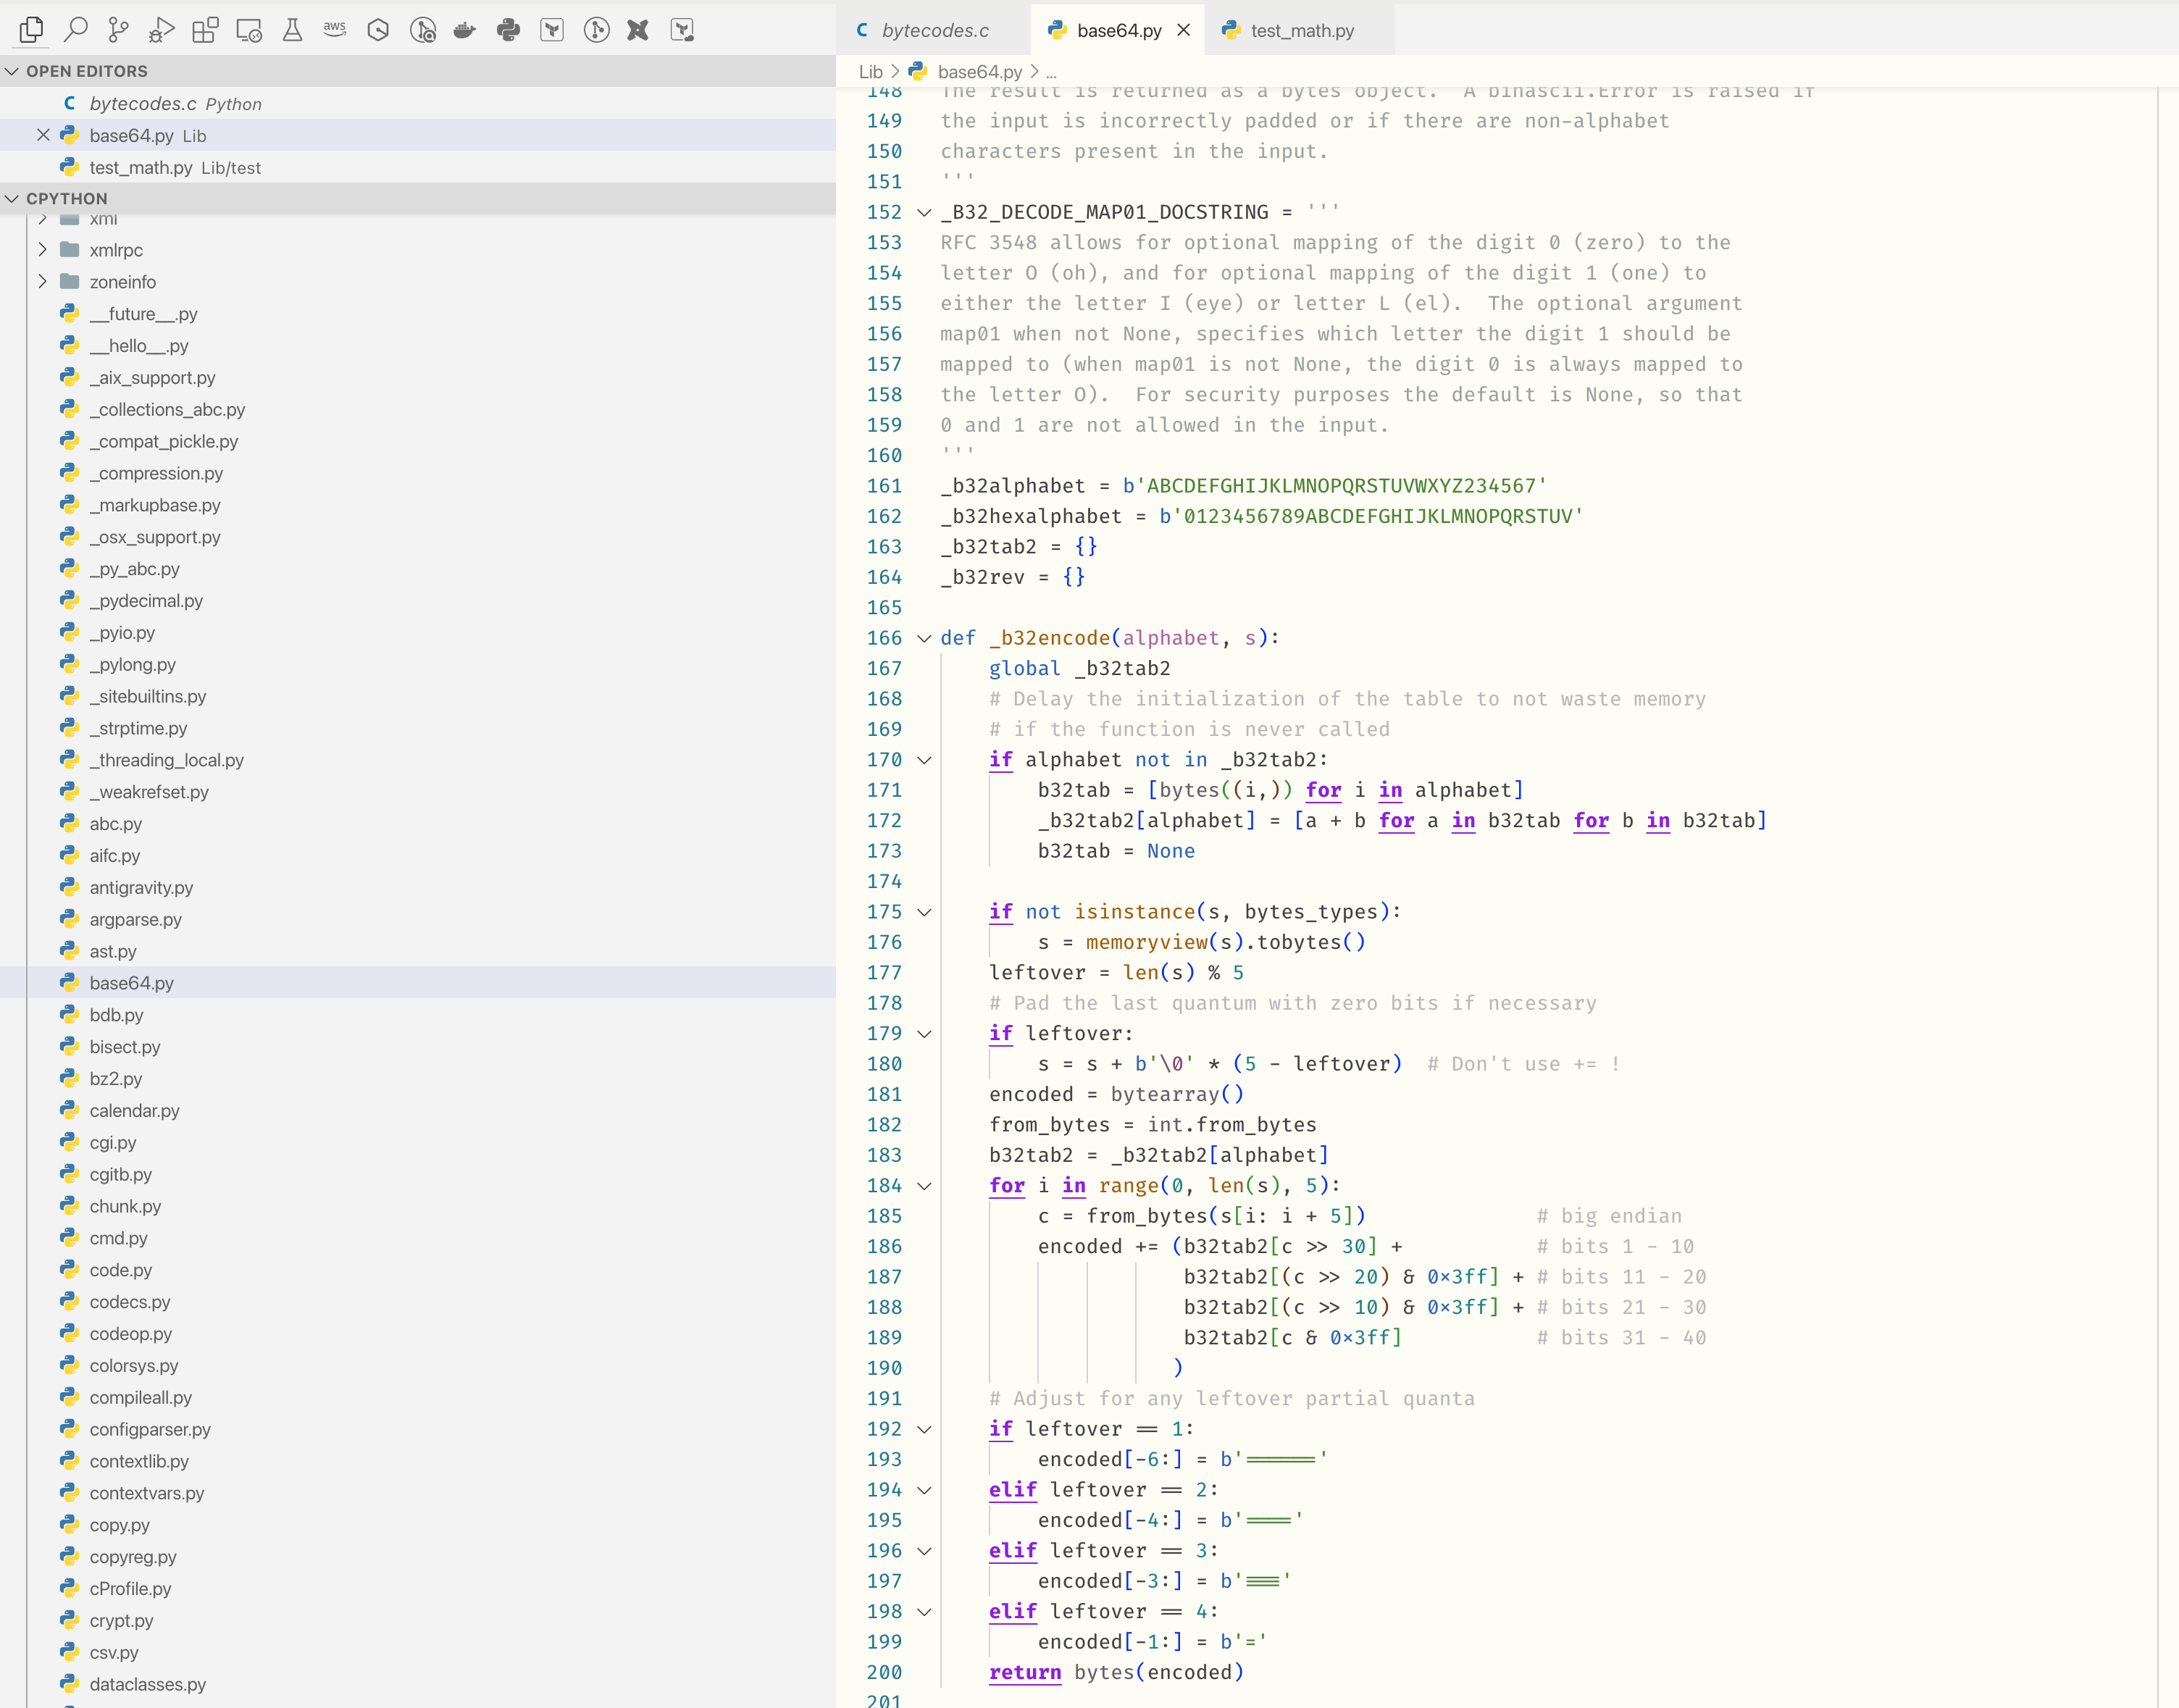 aws
OPEN EDITORS
bytecodes.c Python
base64.py Lib
test_math.py Lib/test
CPYTHON
xml
xmlrpc
zoneinfo
__future__.py
__hello__.py
_aix_support.py
_collections_abc.py
_compat_pickle.py
_compression.py
_markupbase.py
_osx_support.py
_py_abc.py
_pydecimal.py
_pyio.py
_pylong.py
_sitebuiltins.py
_strptime.py
_threading_local.py
_weakrefset.py
abc.py
aifc.py
antigravity.py
argparse.py
ast.py
base64.py
bdb.py
bisect.py
bz2.py
calendar.py
cgi.py
cgitb.py
chunk.py
cmd.py
code.py
codecs.py
codeop.py
colorsys.py
compileall.py
configparser.py
contextlib.py
contextvars.py
copy.py
copyreg.py
cProfile.py
crypt.py
csv.py
dataclasses.py
C bytecodes.c base64.py test_math.py
Lib > base64.py > ...
148 The result is returned as a bytes object.  A binascii.Error is raised if
149 the input is incorrectly padded or if there are non-alphabet
150 characters present in the input.
151 '''
152 _B32_DECODE_MAP01_DOCSTRING = '''
153 RFC 3548 allows for optional mapping of the digit 0 (zero) to the
154 letter O (oh), and for optional mapping of the digit 1 (one) to
155 either the letter I (eye) or letter L (el).  The optional argument
156 map01 when not None, specifies which letter the digit 1 should be
157 mapped to (when map01 is not None, the digit 0 is always mapped to
158 the letter O).  For security purposes the default is None, so that
159 0 and 1 are not allowed in the input.
160 '''
161 _b32alphabet = b'ABCDEFGHIJKLMNOPQRSTUVWXYZ234567'
162 _b32hexalphabet = b'0123456789ABCDEFGHIJKLMNOPQRSTUV'
163 _b32tab2 = {}
164 _b32rev = {}
165
166 def _b32encode(alphabet, s):
167     global _b32tab2
168     # Delay the initialization of the table to not waste memory
169     # if the function is never called
170     if alphabet not in _b32tab2:
171         b32tab = [bytes((i,)) for i in alphabet]
172         _b32tab2[alphabet] = [a + b for a in b32tab for b in b32tab]
173         b32tab = None
174
175     if not isinstance(s, bytes_types):
176         s = memoryview(s).tobytes()
177     leftover = len(s) % 5
178     # Pad the last quantum with zero bits if necessary
179     if leftover:
180         s = s + b'\0' * (5 - leftover)  # Don't use += !
181     encoded = bytearray()
182     from_bytes = int.from_bytes
183     b32tab2 = _b32tab2[alphabet]
184     for i in range(0, len(s), 5):
185         c = from_bytes(s[i: i + 5])              # big endian
186         encoded += (b32tab2[c >> 30] +           # bits 1 - 10
187                     b32tab2[(c >> 20) & 0x3ff] + # bits 11 - 20
188                     b32tab2[(c >> 10) & 0x3ff] + # bits 21 - 30
189                     b32tab2[c & 0x3ff]           # bits 31 - 40
190                    )
191     # Adjust for any leftover partial quanta
192     if leftover == 1:
193         encoded[-6:] = b'======'
194     elif leftover == 2:
195         encoded[-4:] = b'===='
196     elif leftover == 3:
197         encoded[-3:] = b'==='
198     elif leftover == 4:
199         encoded[-1:] = b'='
200     return bytes(encoded)
201